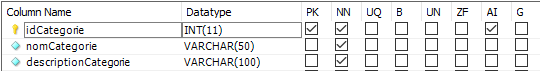 Column Name Datatype PK NN UQ B UN ZF AI G
idCategorie INT(11)
nomCategorie VARCHAR(50)
descriptionCategorie VARCHAR(100)